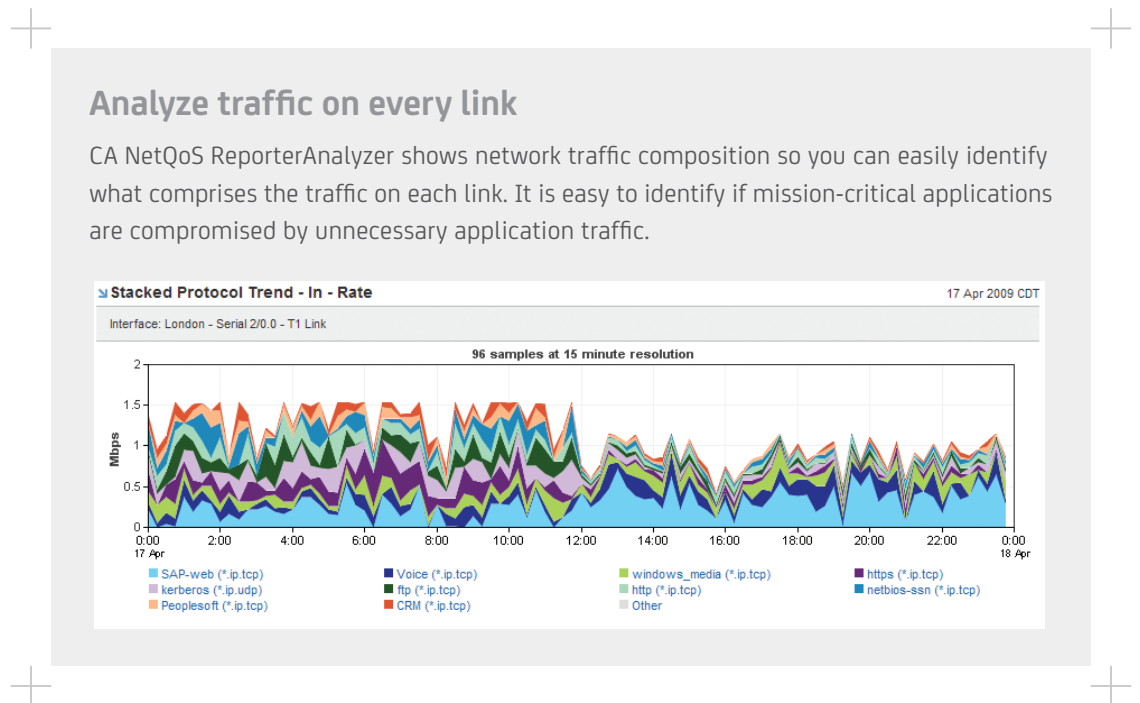 Analyze traffic on every link
CA NetQoS ReporterAnalyzer shows network traffic composition so you can easily identify
what comprises the traffic on each link. It is easy to identify if mission-critical applications
are compromised by unnecessary application traffic.
Stacked Protocol Trend - In - Rate
17 Apr 2009 CDT
Interface: London - Serial 2/0.0 - T1 Link
96 samples at 15 minute resolution
2
1.5
1
0.5
0
Mbps
0:00 2:00 4:00 6:00 8:00 10:00 12:00 14:00 16:00 18:00 20:00 22:00 0:00
17 Apr 18 Apr
SAP-web (*.ip.tcp) Voice (*.ip.tcp) windows_media (*.ip.tcp) https (*.ip.tcp)
kerberos (*.ip.udp) ftp (*.ip.tcp) http (*.ip.tcp) netbios-ssn (*.ip.tcp)
Peoplesoft (*.ip.tcp) CRM (*.ip.tcp) Other